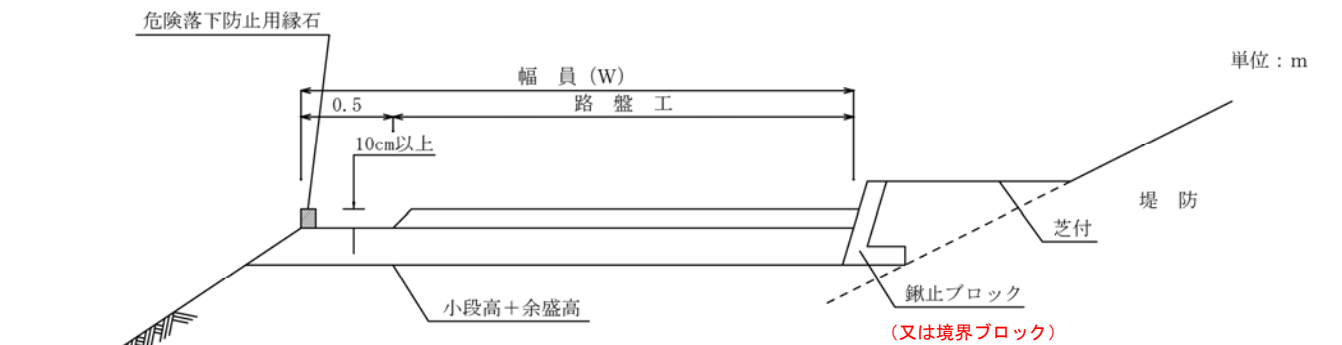 危険落下防止用縁石
単位：m
幅　員（W）
0.5
路　盤　工
10cm以上
堤　防
芝付
鍬止ブロック
小段高＋余盛高
（又は境界ブロック）